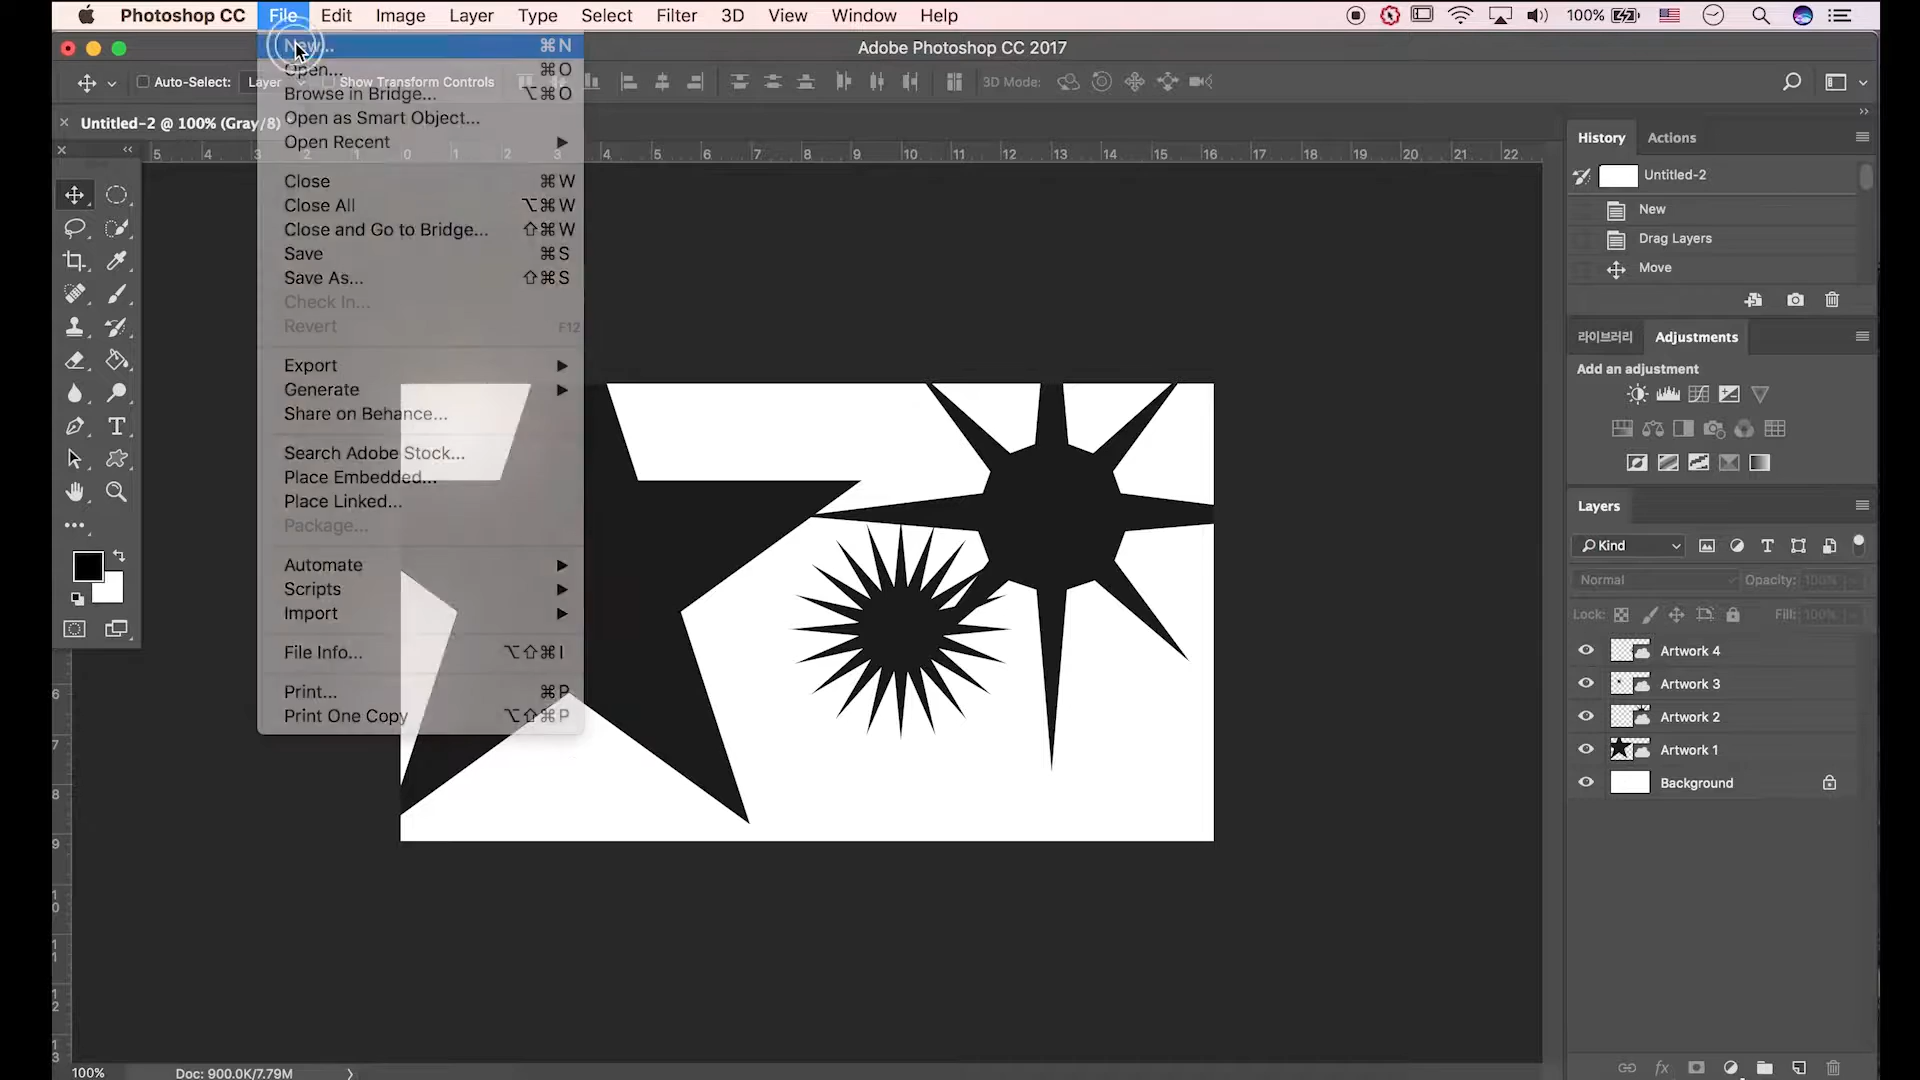 Photoshop CC File Edit Image Layer Type Select Filter 3D View Window Help 100%
Adobe Photoshop CC 2017
Auto-Select: Layer Show Transform Controls 3D Mode:
Untitled-2 @ 100% (Gray/8)
5 4 3 2 1 0 1 2 3 4 5 6 7 8 9 10 11 12 13 14 15 16 17 18 19 20 21 22
New... ⌘N
Open... ⌘O
Browse in Bridge... ⌥⌘O
Open as Smart Object...
Open Recent
Close ⌘W
Close All ⌥⌘W
Close and Go to Bridge... ⇧⌘W
Save ⌘S
Save As... ⇧⌘S
Check In...
Revert F12
Export
Generate
Share on Behance...
Search Adobe Stock...
Place Embedded...
Place Linked...
Package...
Automate
Scripts
Import
File Info... ⌥⇧⌘I
Print... ⌘P
Print One Copy ⌥⇧⌘P
6
7
8
9
10
11
12
13
History Actions
Untitled-2
New
Drag Layers
Move
라이브러리 Adjustments
Add an adjustment
Layers
Kind
Normal Opacity: 100%
Lock: Fill: 100%
Artwork 4
Artwork 3
Artwork 2
Artwork 1
Background
100% Doc: 900.0K/7.79M